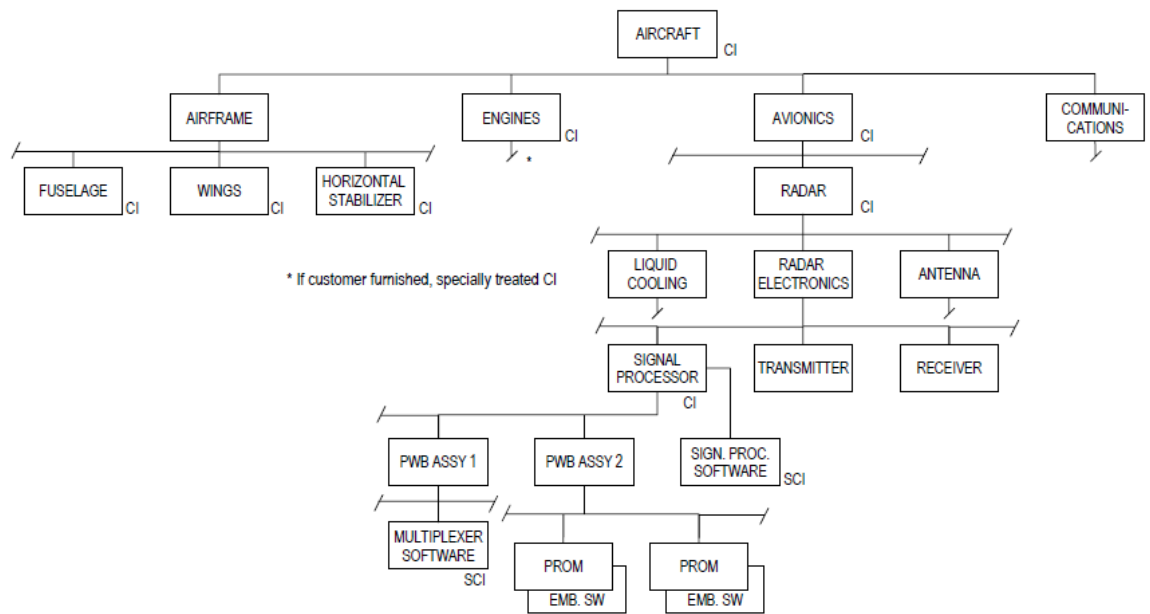 AIRCRAFT
CI
AIRFRAME
ENGINES
CI
AVIONICS
CI
COMMUNI-
CATIONS
*
FUSELAGE
CI
WINGS
CI
HORIZONTAL
STABILIZER
CI
RADAR
CI
* If customer furnished, specially treated CI
LIQUID
COOLING
RADAR
ELECTRONICS
ANTENNA
SIGNAL
PROCESSOR
CI
TRANSMITTER
RECEIVER
PWB ASSY 1
PWB ASSY 2
SIGN. PROC.
SOFTWARE
SCI
MULTIPLEXER
SOFTWARE
SCI
PROM
EMB. SW
PROM
EMB. SW